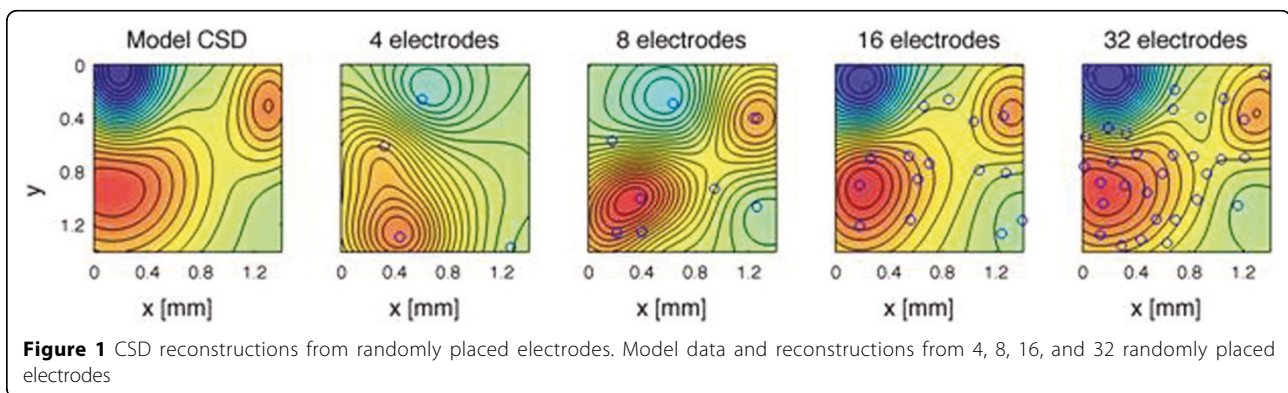 Model CSD 4 electrodes 8 electrodes 16 electrodes 32 electrodes
0
0.4
0.8
1.2
y
0 0.4 0.8 1.2 0 0.4 0.8 1.2 0 0.4 0.8 1.2 0 0.4 0.8 1.2 0 0.4 0.8 1.2
x [mm] x [mm] x [mm] x [mm] x [mm]
Figure 1 CSD reconstructions from randomly placed electrodes. Model data and reconstructions from 4, 8, 16, and 32 randomly placed
electrodes